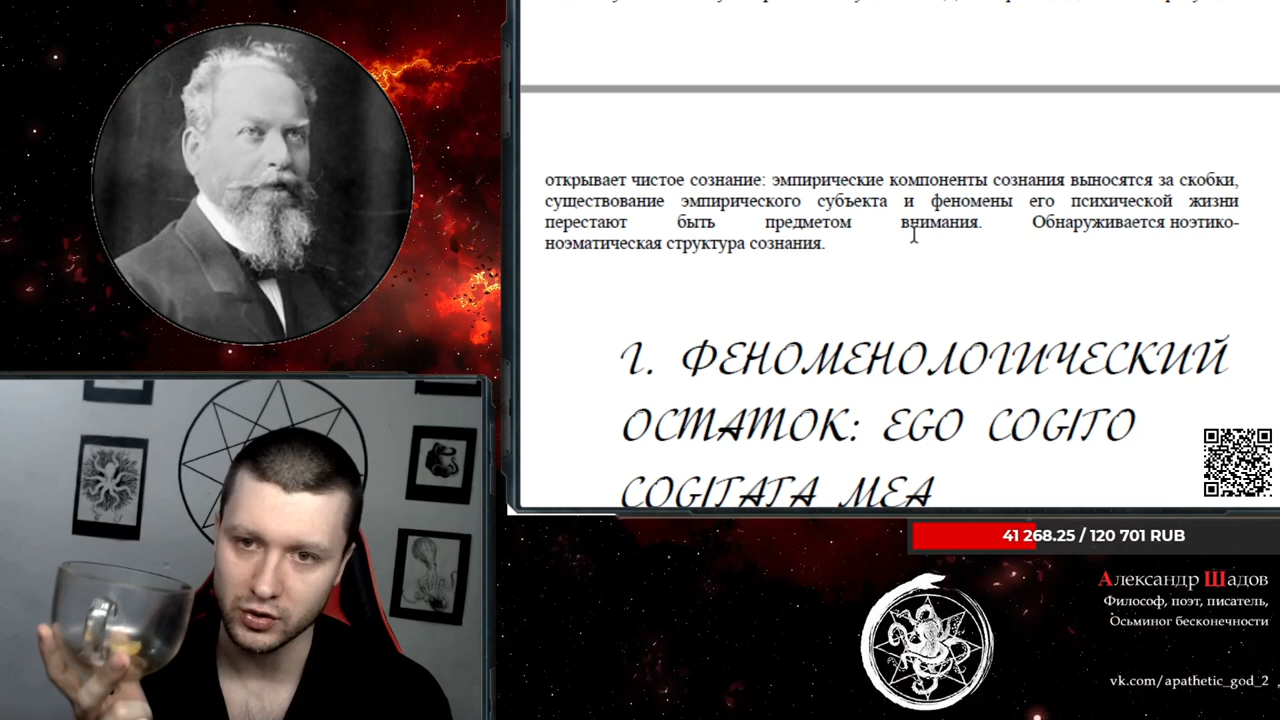 открывает чистое сознание: эмпирические компоненты сознания выносятся за скобки,
существование эмпирического субъекта и феномены его психической жизни
перестают быть предметом внимания. Обнаруживается ноэтико-
ноэматическая структура сознания.
Г. ФЕНОМЕНОЛОГИЧЕСКИЙ
ОСТАТОК: EGO COGITO
COGITATA MEA
41 268.25 / 120 701 RUB
Александр Шадов
Философ, поэт, писатель,
Осьминог бесконечности
vk.com/apathetic_god_2